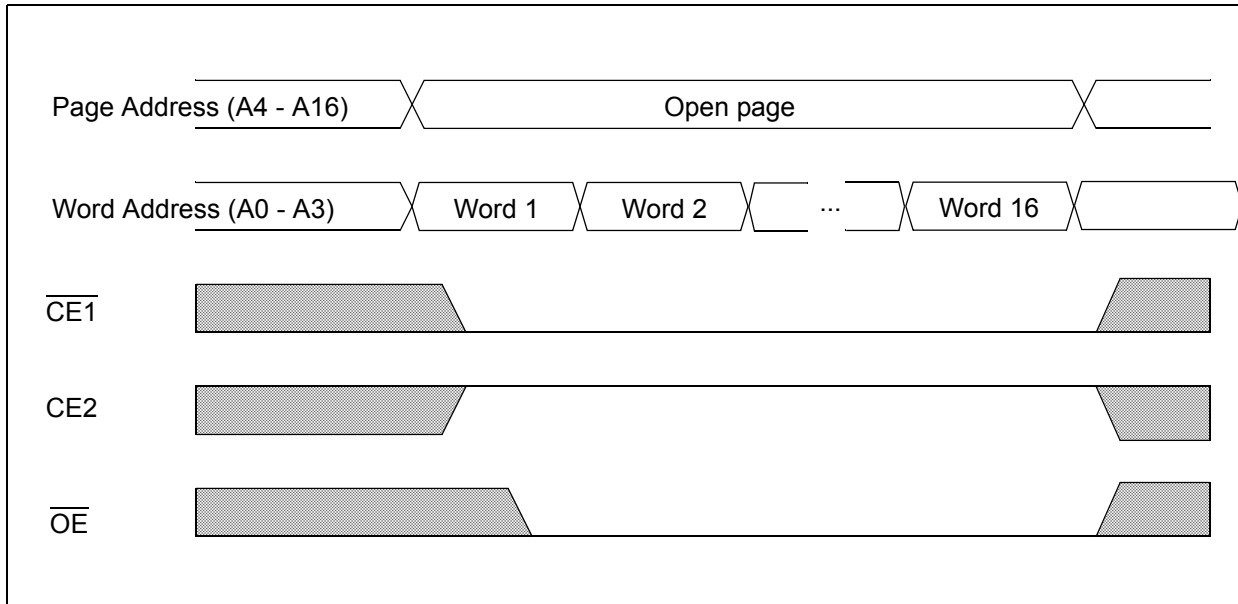 Page Address (A4 - A16)
Open page
Word Address (A0 - A3)
Word 1
Word 2
...
Word 16
CE1
CE2
OE